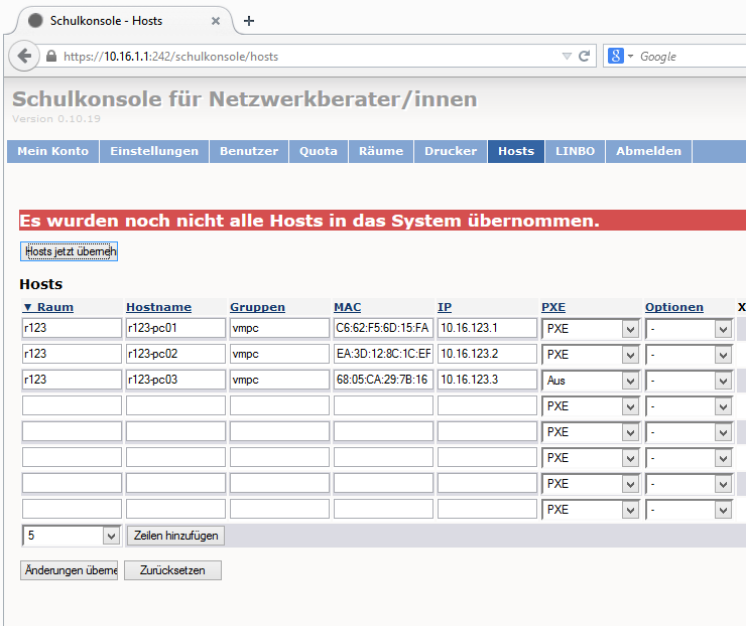 Schulkonsole - Hosts × +
https://10.16.1.1:242/schulkonsole/hosts 8 Google
Schulkonsole für Netzwerkberater/innen
Version 0.10.19
Mein Konto Einstellungen Benutzer Quota Räume Drucker Hosts LINBO Abmelden
Es wurden noch nicht alle Hosts in das System übernommen.
Hosts jetzt überneh
Hosts
▼ Raum Hostname Gruppen MAC IP PXE Optionen X
r123 r123-pc01 vmpc C6:62:F5:6D:15:FA 10.16.123.1 PXE -
r123 r123-pc02 vmpc EA:3D:12:8C:1C:EF 10.16.123.2 PXE -
r123 r123-pc03 vmpc 68:05:CA:29:7B:16 10.16.123.3 Aus -
PXE -
PXE -
PXE -
PXE -
PXE -
5 Zeilen hinzufügen
Änderungen überne Zurücksetzen